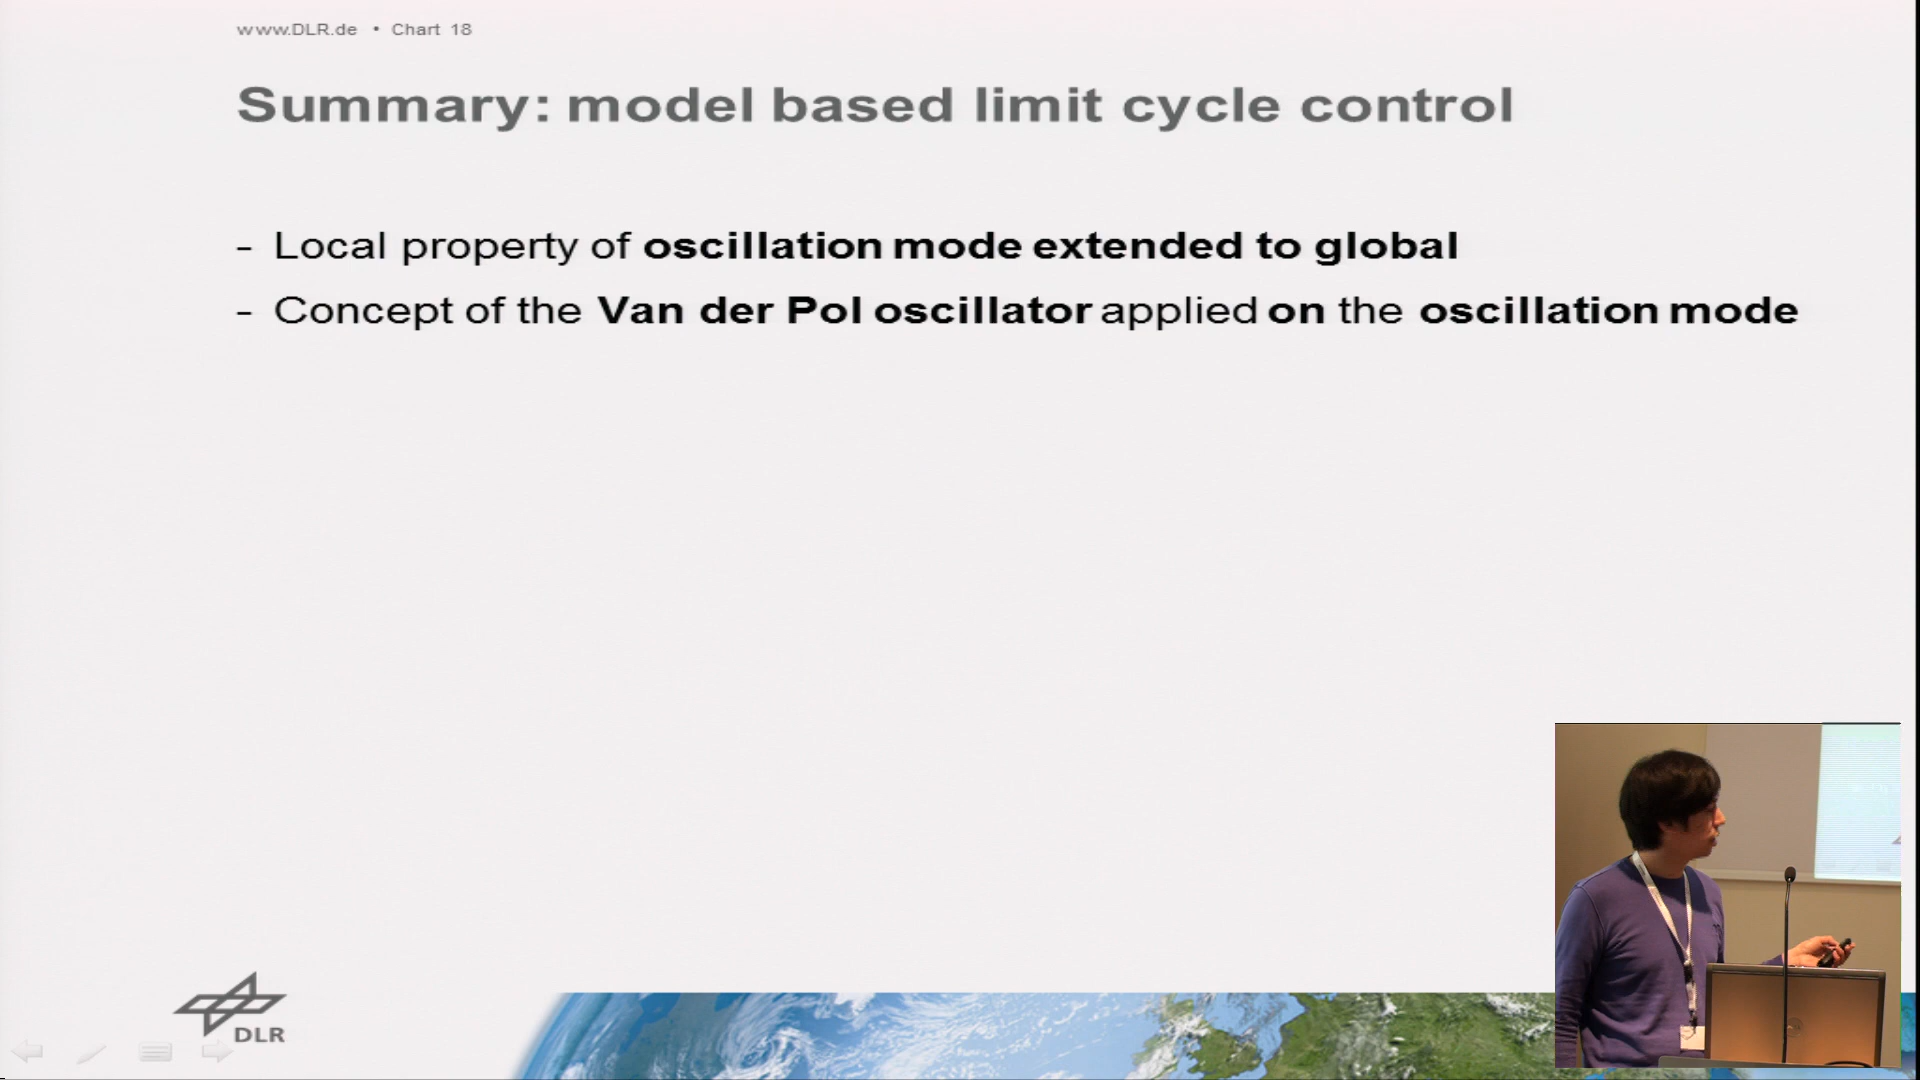 www.DLR.de • Chart 18
Summary: model based limit cycle control
- Local property of oscillation mode extended to global
- Concept of the Van der Pol oscillator applied on the oscillation mode
DLR